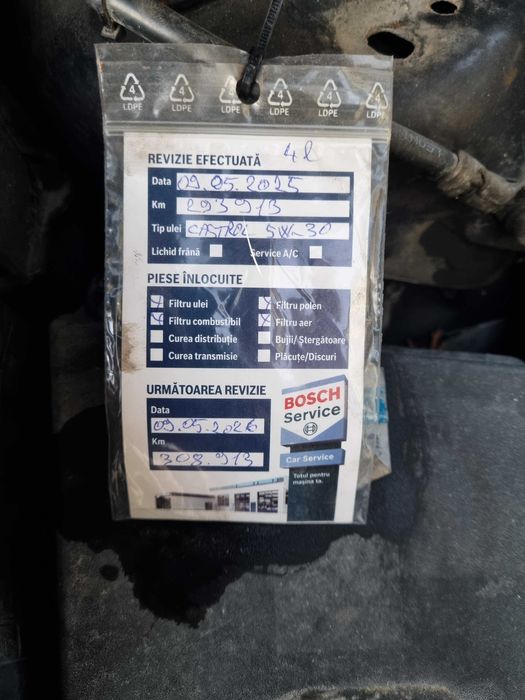 4 LDPE
4 LDPE
4 LDPE
4 LDPE
4 LDPE
4 LDPE
REVIZIE EFECTUATĂ 4l
Data 09.05.2025
Km 293913
Tip ulei CASTROL 5W-30
Lichid frână Service A/C
PIESE ÎNLOCUITE
Filtru ulei Filtru polen
Filtru combustibil Filtru aer
Curea distribuție Bujii/Ștergătoare
Curea transmisie Plăcuțe/Discuri
URMĂTOAREA REVIZIE
Data
09.05.2026
Km
308.913
BOSCH
Service
Car Service
Totul pentru
mașina ta.